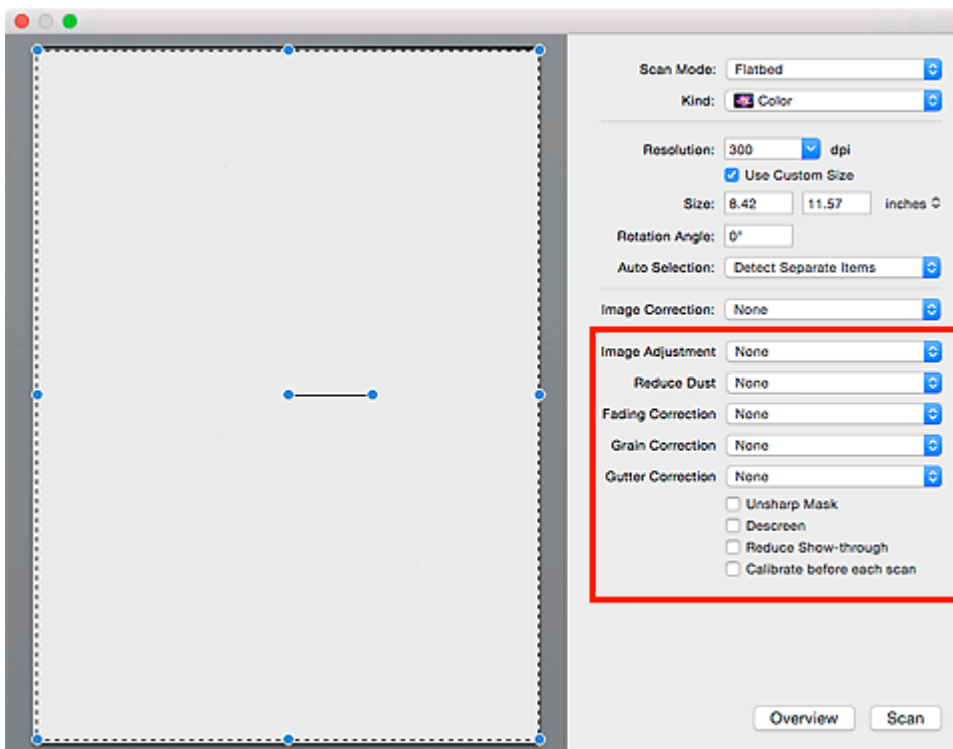 Scan Mode: Flatbed
Kind: Color
Resolution: 300 dpi
Use Custom Size
Size: 8.42 11.57 inches
Rotation Angle: 0°
Auto Selection: Detect Separate Items
Image Correction: None
Image Adjustment None
Reduce Dust None
Fading Correction None
Grain Correction None
Gutter Correction None
Unsharp Mask
Descreen
Reduce Show-through
Calibrate before each scan
Overview Scan